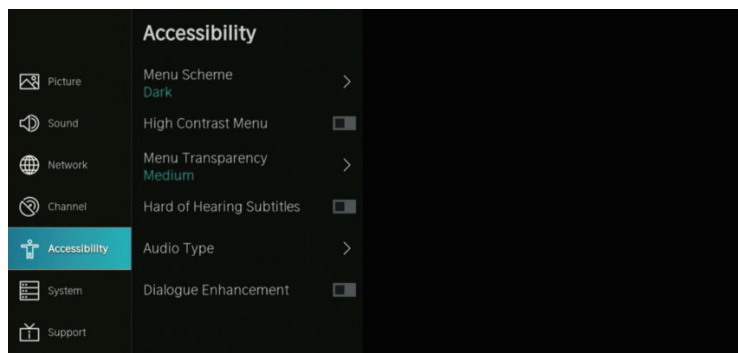 Accessibility
Picture
Sound
Network
Channel
Accessibility
System
Support
Menu Scheme
Dark
High Contrast Menu
Menu Transparency
Medium
Hard of Hearing Subtitles
Audio Type
Dialogue Enhancement